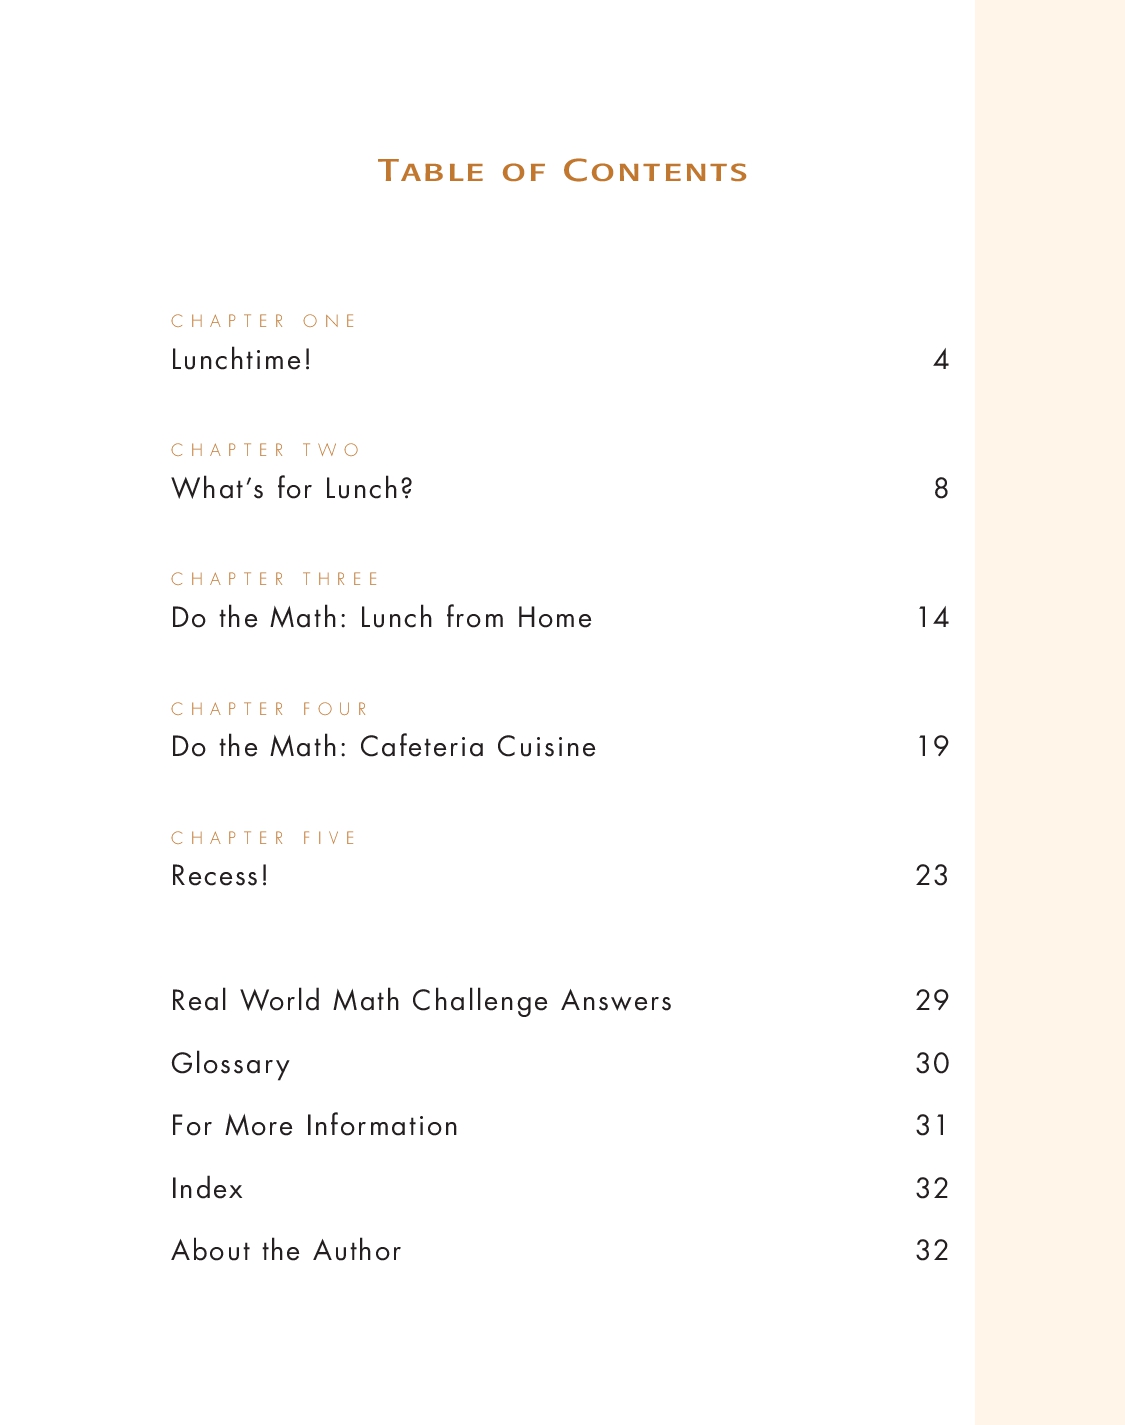 Table of Contents
CHAPTER ONE
Lunchtime! 4
CHAPTER TWO
What’s for Lunch? 8
CHAPTER THREE
Do the Math: Lunch from Home 14
CHAPTER FOUR
Do the Math: Cafeteria Cuisine 19
CHAPTER FIVE
Recess! 23
Real World Math Challenge Answers 29
Glossary 30
For More Information 31
Index 32
About the Author 32